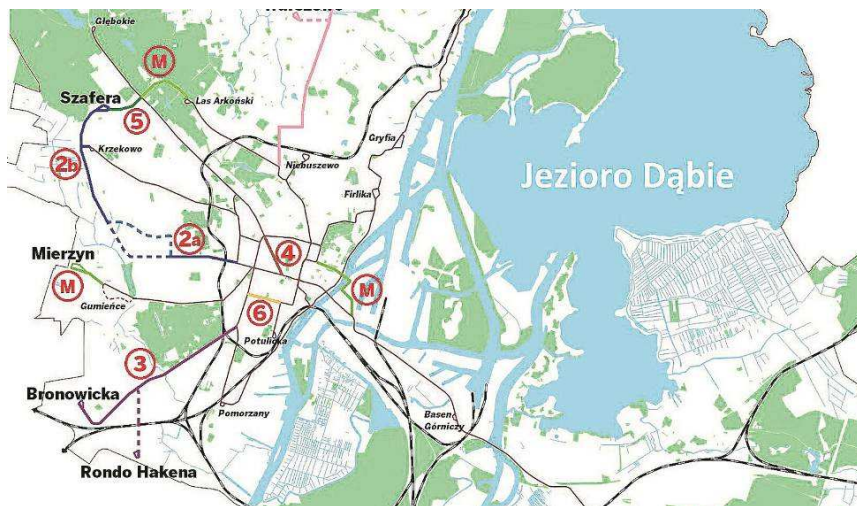 Głębokie
M
Szafera
Las Arkoński
5
Krzekowo
Gryfia
Niebuszewo
2b
Jezioro Dąbie
Firlika
2a
4
Mierzyn
M
M
Gumieńce
6
Potulicka
3
Bronowicka
Pomorzany
Basen
Górniczy
Rondo Hakena